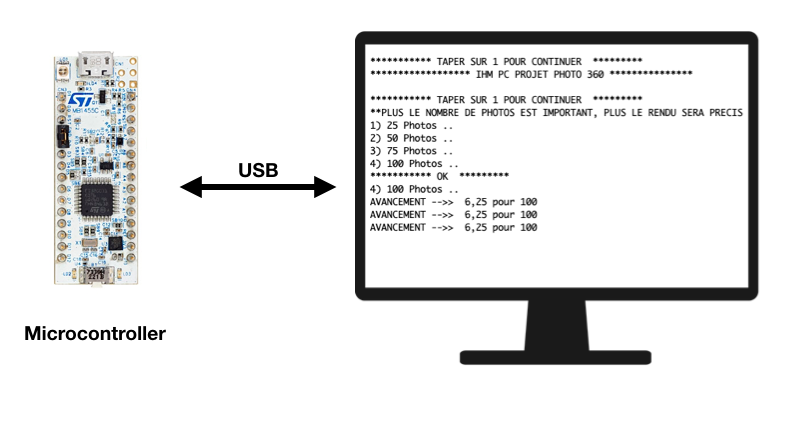 USB
Microcontroller
MB1455C
*********** TAPER SUR 1 POUR CONTINUER *********
****************** IHM PC PROJET PHOTO 360 ***************
*********** TAPER SUR 1 POUR CONTINUER *********
**PLUS LE NOMBRE DE PHOTOS EST IMPORTANT, PLUS LE RENDU SERA PRECIS
1) 25 Photos ..
2) 50 Photos ..
3) 75 Photos ..
4) 100 Photos ..
*********** OK *********
4) 100 Photos ..
AVANCEMENT -->> 6,25 pour 100
AVANCEMENT -->> 6,25 pour 100
AVANCEMENT -->> 6,25 pour 100